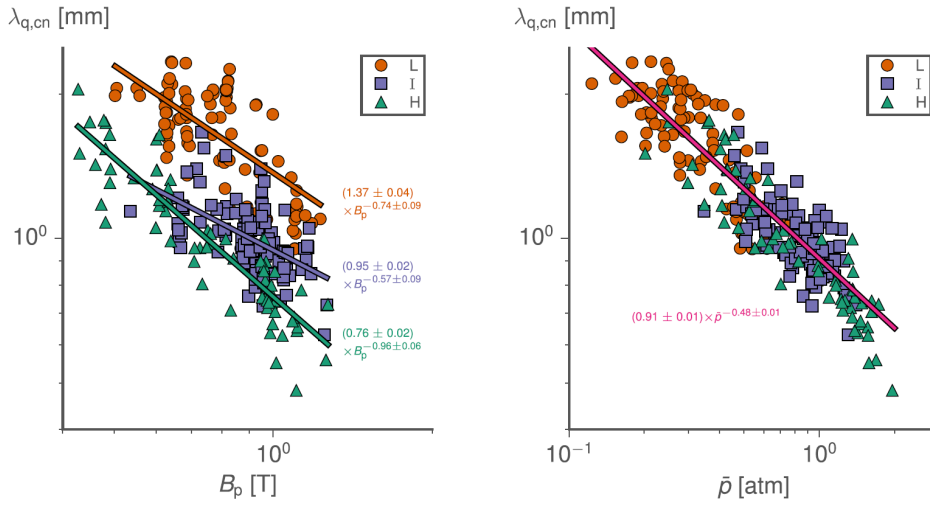 λq,cn [mm]
L
I
H
(1.37 ± 0.04)
× Bp^−0.74±0.09
(0.95 ± 0.02)
× Bp^−0.57±0.09
(0.76 ± 0.02)
× Bp^−0.96±0.06
10^0
10^0
Bp [T]
λq,cn [mm]
L
I
H
(0.91 ± 0.01) × p̄^−0.48±0.01
10^0
10^−1
10^0
p̄ [atm]